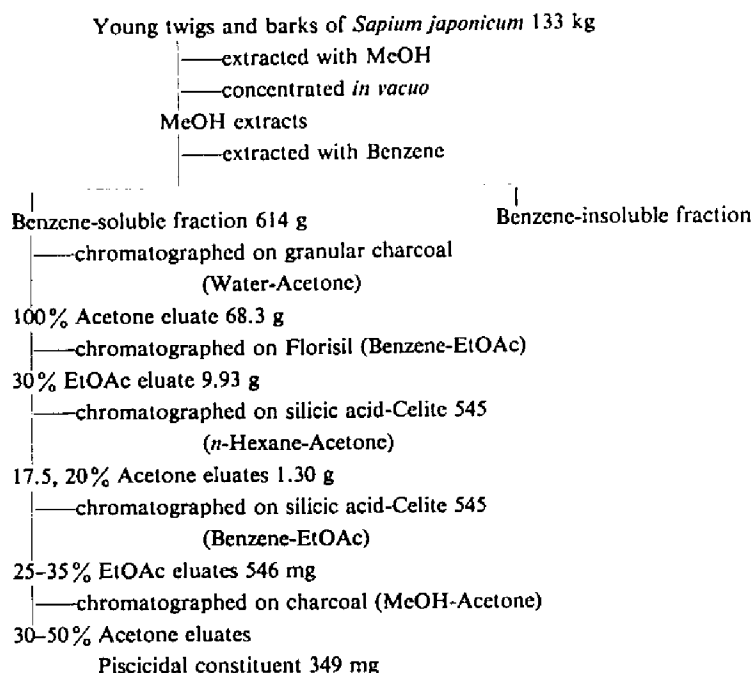 Young twigs and barks of Sapium japonicum 133 kg
extracted with MeOH
concentrated in vacuo
MeOH extracts
extracted with Benzene
Benzene-soluble fraction 614 g
Benzene-insoluble fraction
chromatographed on granular charcoal
(Water-Acetone)
100% Acetone eluate 68.3 g
chromatographed on Florisil (Benzene-EtOAc)
30% EtOAc eluate 9.93 g
chromatographed on silicic acid-Celite 545
(n-Hexane-Acetone)
17.5, 20% Acetone eluates 1.30 g
chromatographed on silicic acid-Celite 545
(Benzene-EtOAc)
25-35% EtOAc eluates 546 mg
chromatographed on charcoal (MeOH-Acetone)
30-50% Acetone eluates
Piscicidal constituent 349 mg